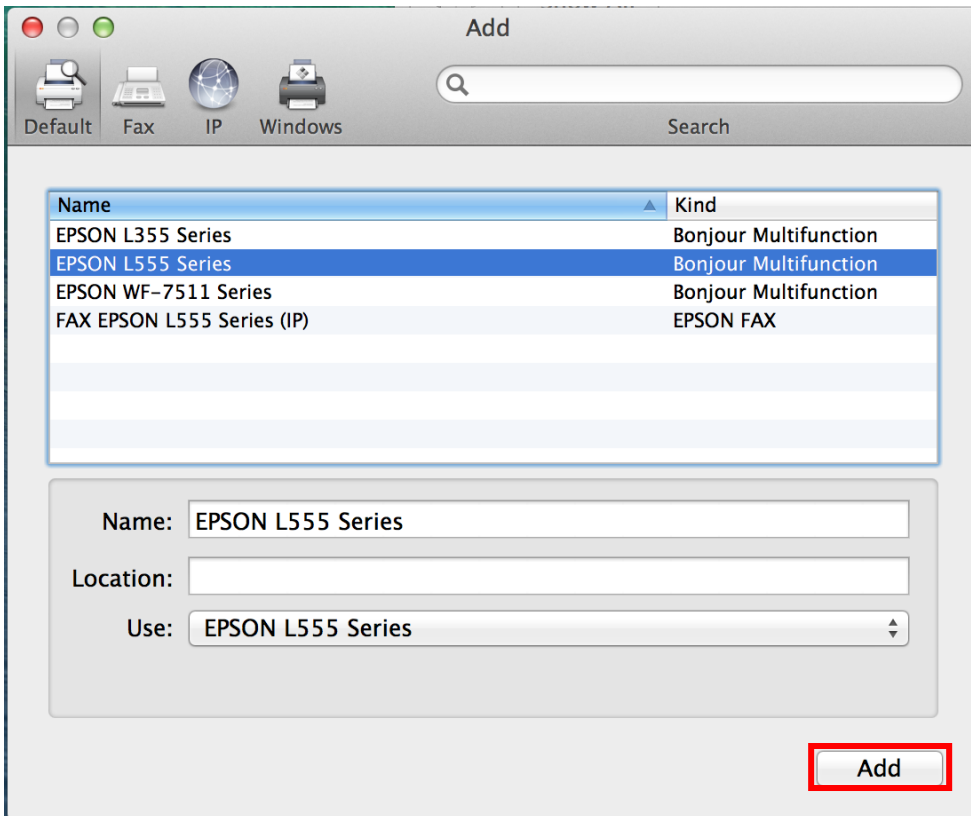 Add
Default Fax IP Windows Search
Name Kind
EPSON L355 Series Bonjour Multifunction
EPSON L555 Series Bonjour Multifunction
EPSON WF-7511 Series Bonjour Multifunction
FAX EPSON L555 Series (IP) EPSON FAX
Name: EPSON L555 Series
Location:
Use: EPSON L555 Series
Add